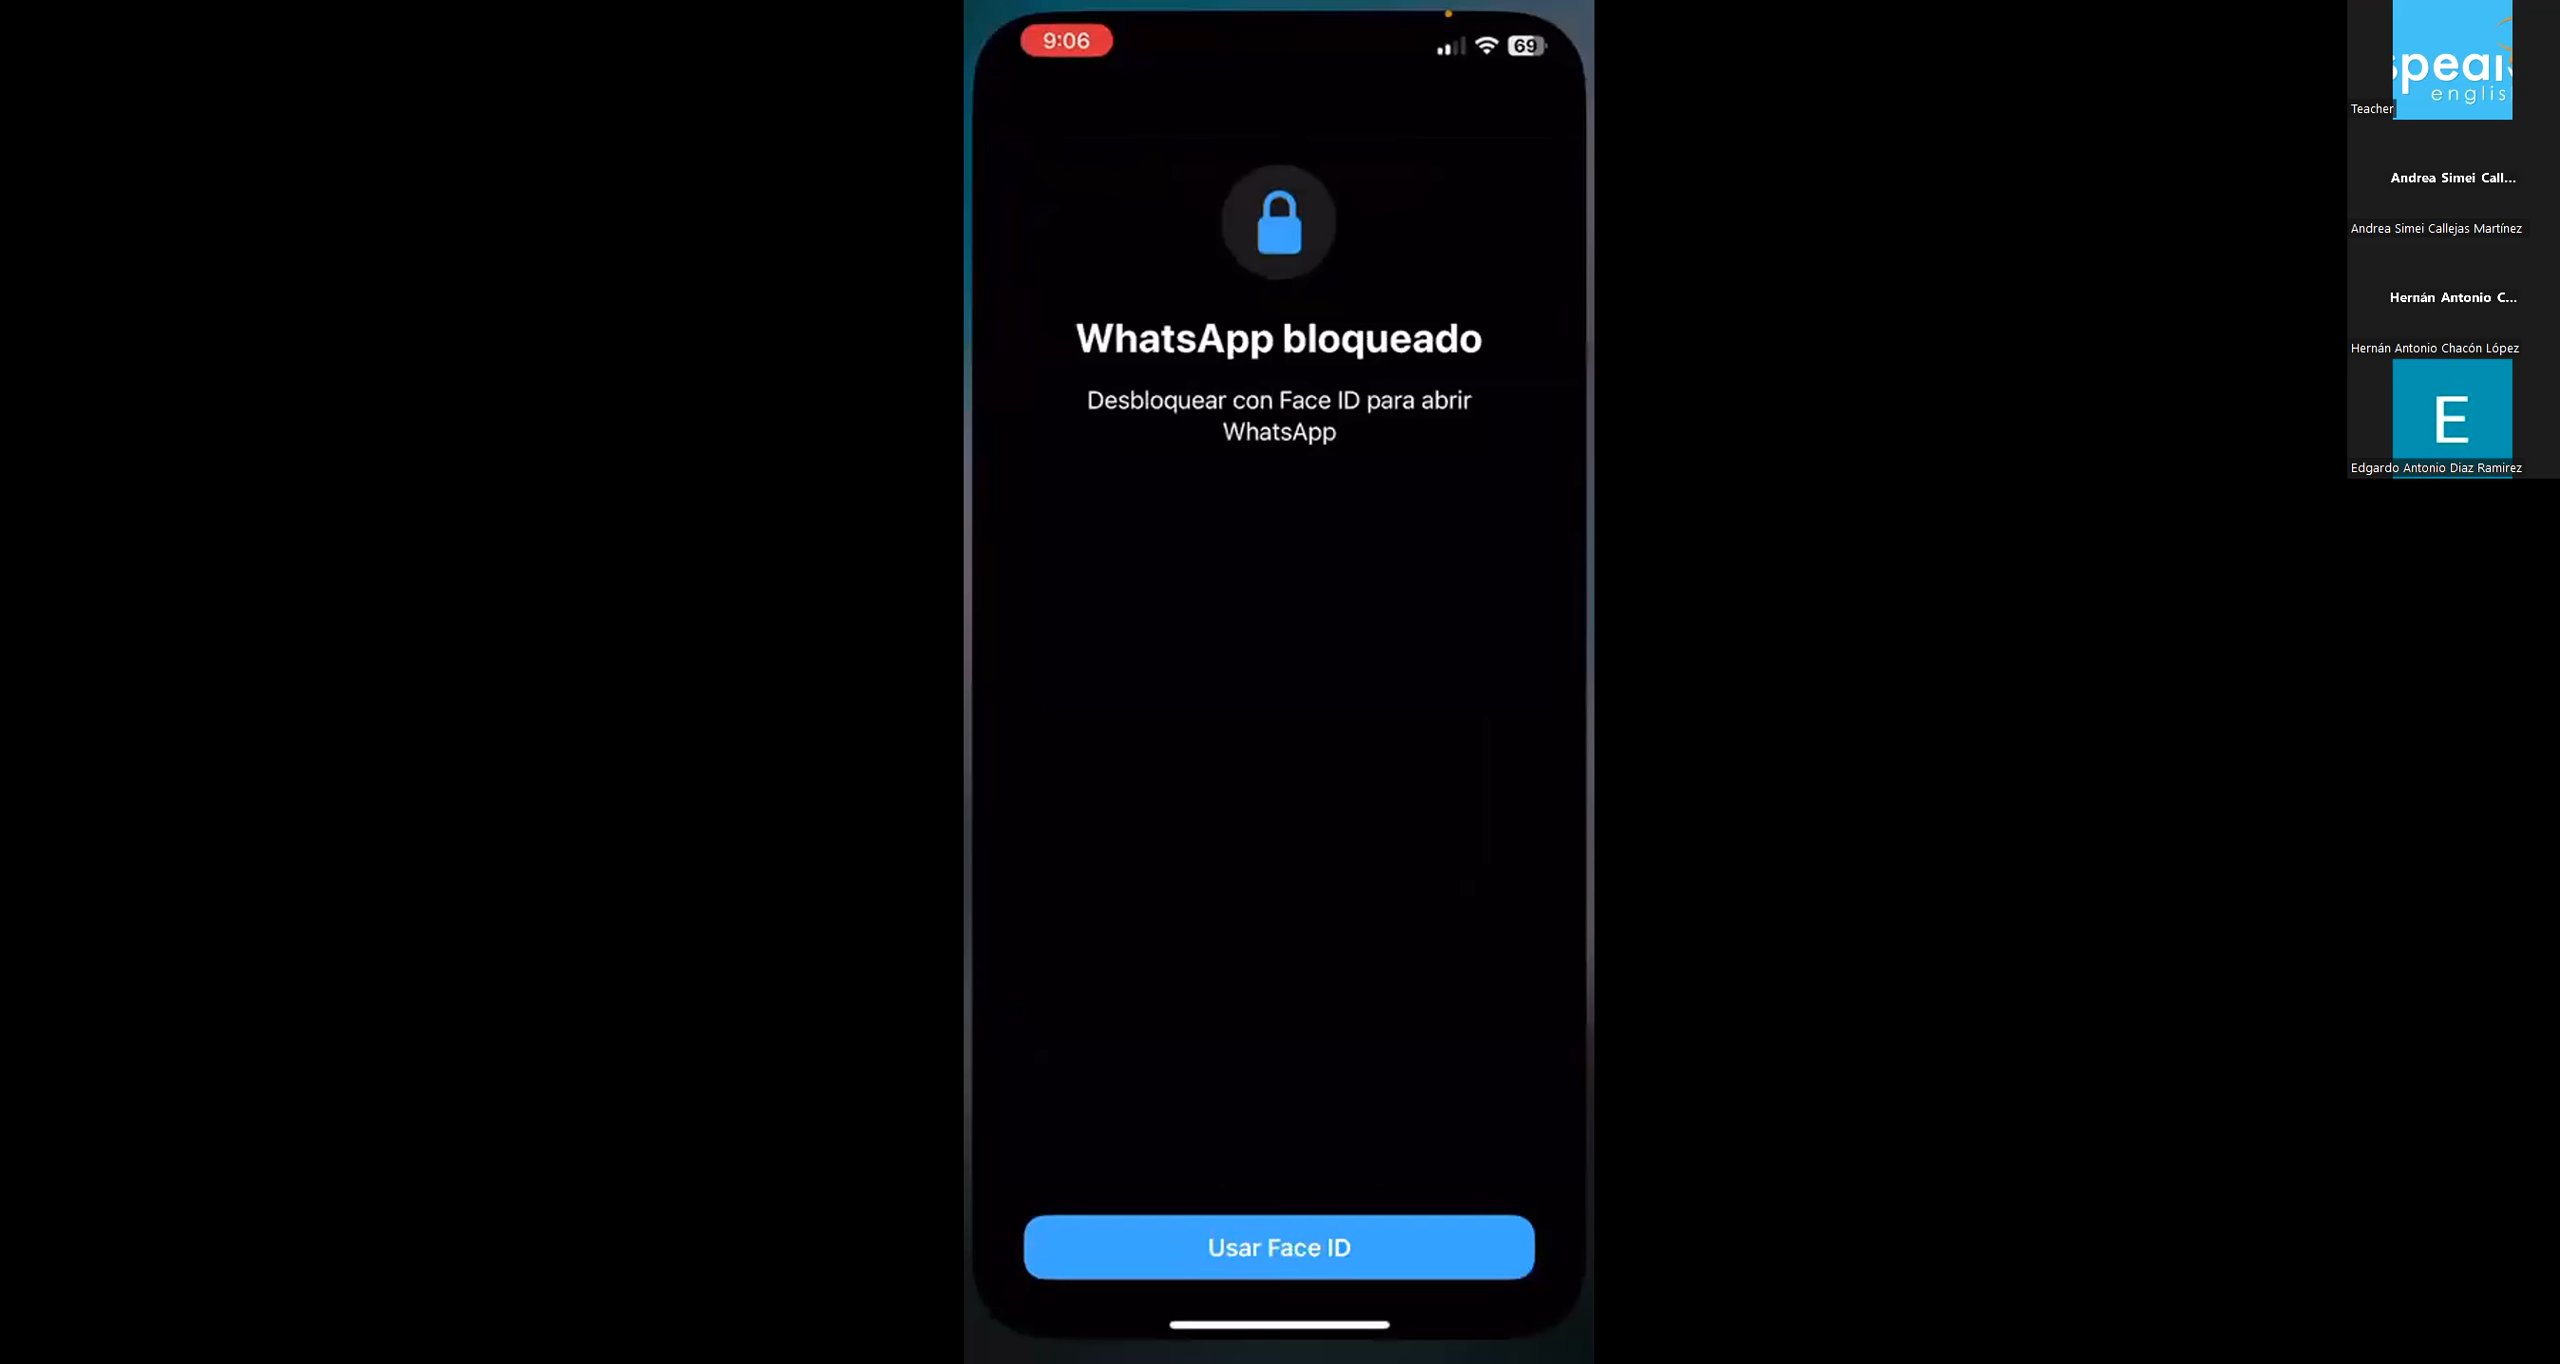 9:06
69
WhatsApp bloqueado
Desbloquear con Face ID para abrir
WhatsApp
Usar Face ID
englis
Teacher
Andrea Simei Call...
Andrea Simei Callejas Martínez
Hernán Antonio C...
Hernán Antonio Chacón López
E
Edgardo Antonio Diaz Ramirez